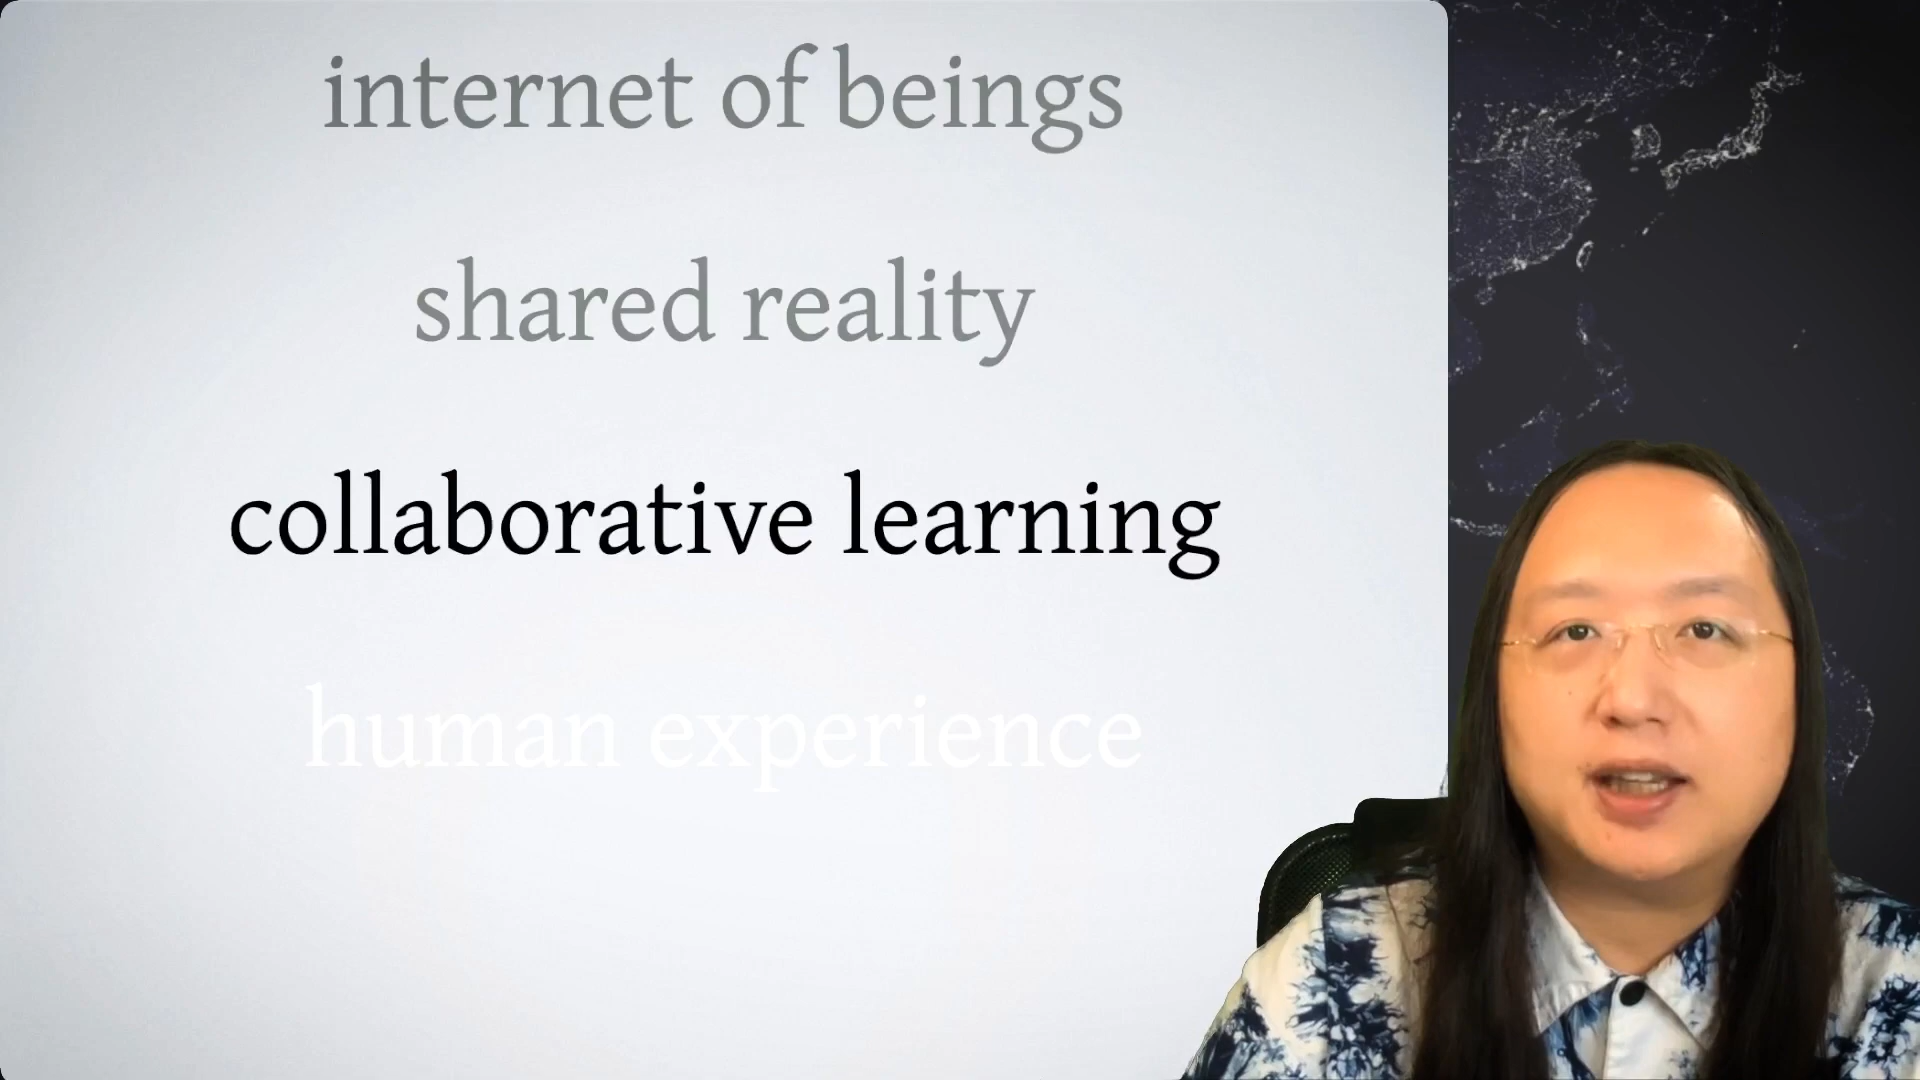 internet of beings
shared reality
collaborative learning
human experience